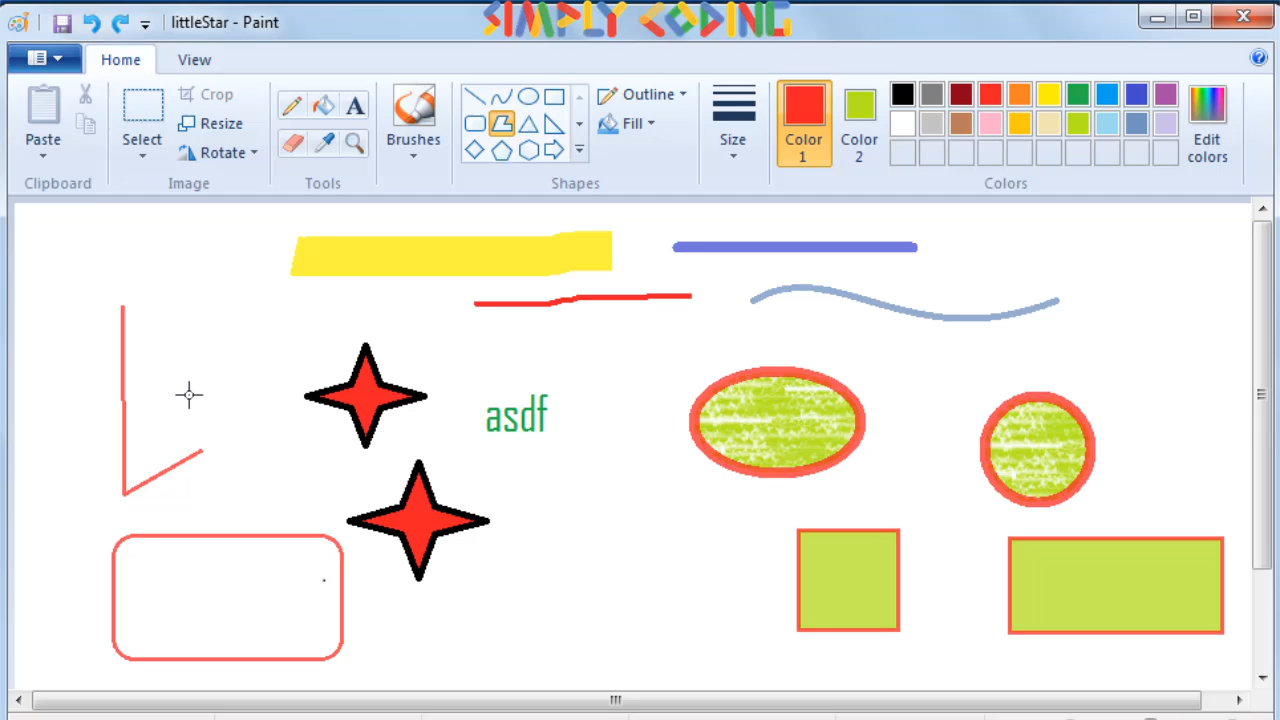 SIMPLY CODING
littleStar - Paint
Home
View
Paste
Select
Crop
Resize
Rotate
A
Brushes
Outline
Fill
Size
Color 1
Color 2
Edit colors
Clipboard
Image
Tools
Shapes
Colors
asdf